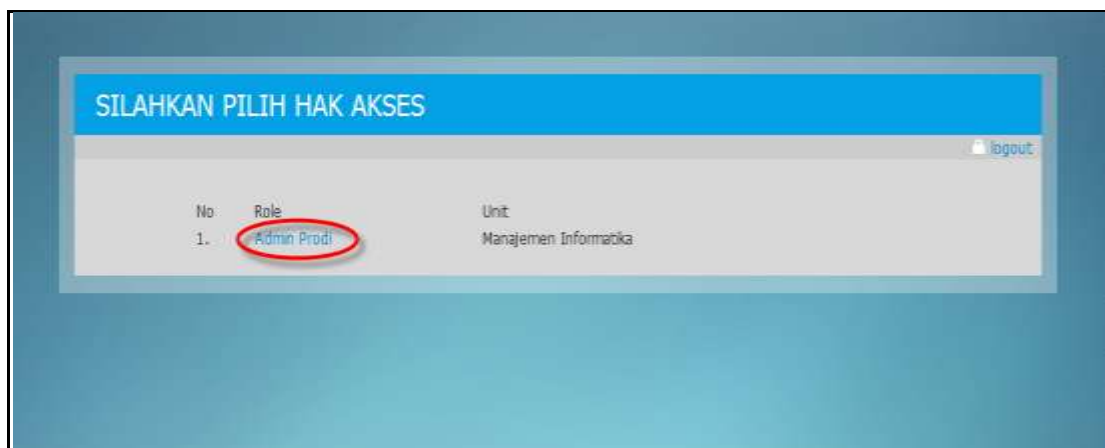 SILAHKAN PILIH HAK AKSES
logout
No Role Unit
1. Admin Prodi Manajemen Informatika